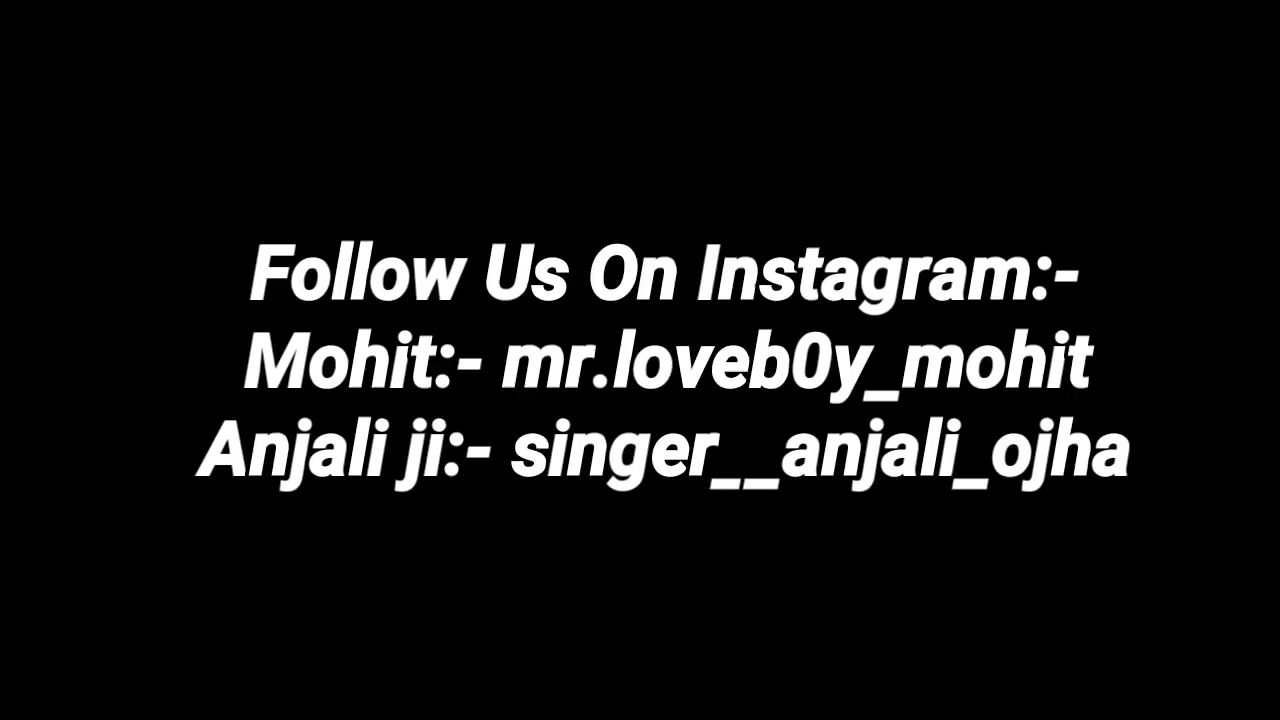 Follow Us On Instagram:-
Mohit:- mr.loveb0y_mohit
Anjali ji:- singer__anjali_ojha